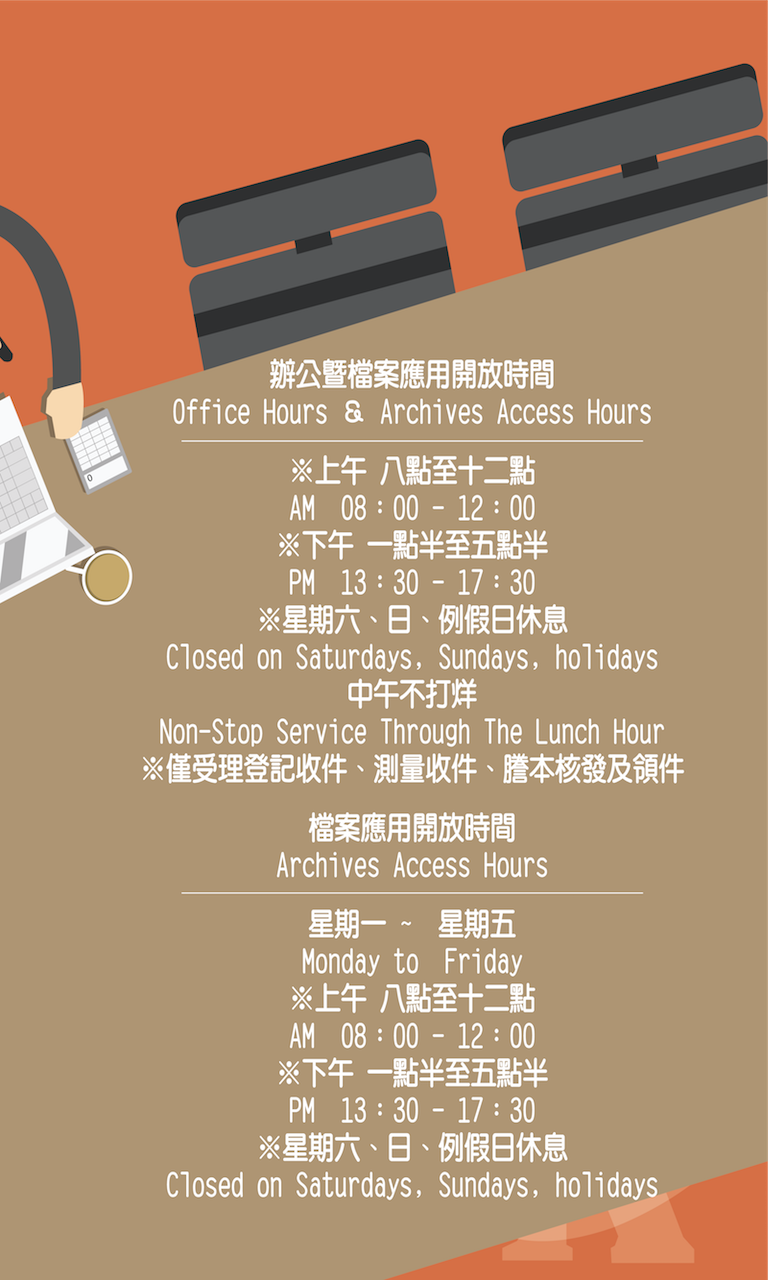 辦公暨檔案應用開放時間
Office Hours & Archives Access Hours
※上午 八點至十二點
AM 08：00 - 12：00
※下午 一點半至五點半
PM 13：30 - 17：30
※星期六、日、例假日休息
Closed on Saturdays, Sundays, holidays
中午不打烊
Non-Stop Service Through The Lunch Hour
※僅受理登記收件、測量收件、謄本核發及領件
檔案應用開放時間
Archives Access Hours
星期一 ~ 星期五
Monday to Friday
※上午 八點至十二點
AM 08：00 - 12：00
※下午 一點半至五點半
PM 13：30 - 17：30
※星期六、日、例假日休息
Closed on Saturdays, Sundays, holidays